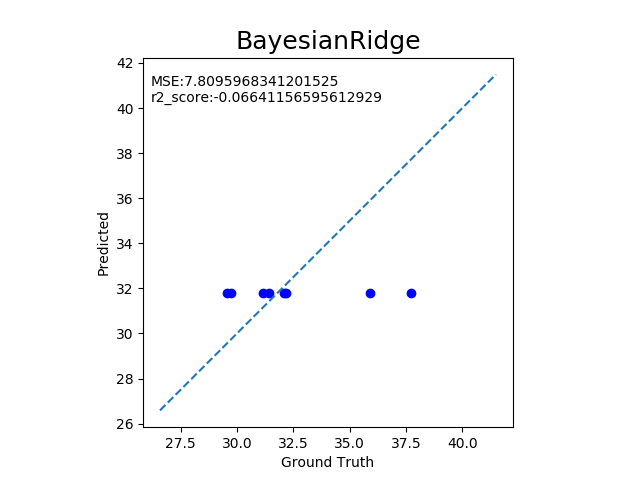 BayesianRidge
MSE:7.8095968341201525
r2_score:-0.06641156595612929
42
40
38
36
34
32
30
28
26
Predicted
27.5 30.0 32.5 35.0 37.5 40.0
Ground Truth